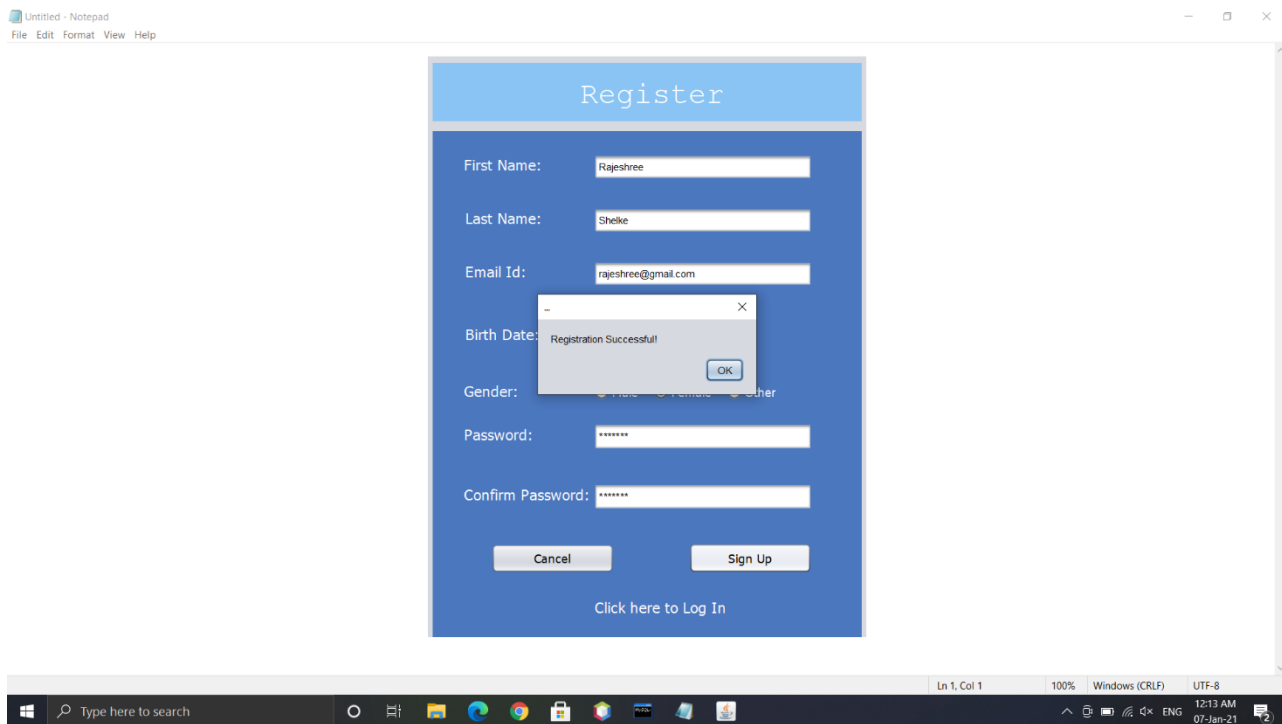 Untitled - Notepad
File Edit Format View Help
Register
First Name: Rajeshree
Last Name: Shelke
Email Id: rajeshree@gmail.com
...
Birth Date:
Registration Successful!
OK
Gender: Male Female Other
Password: *******
Confirm Password: *******
Cancel Sign Up
Click here to Log In
Ln 1, Col 1 100% Windows (CRLF) UTF-8
Type here to search ENG 12:13 AM
07-Jan-21 2